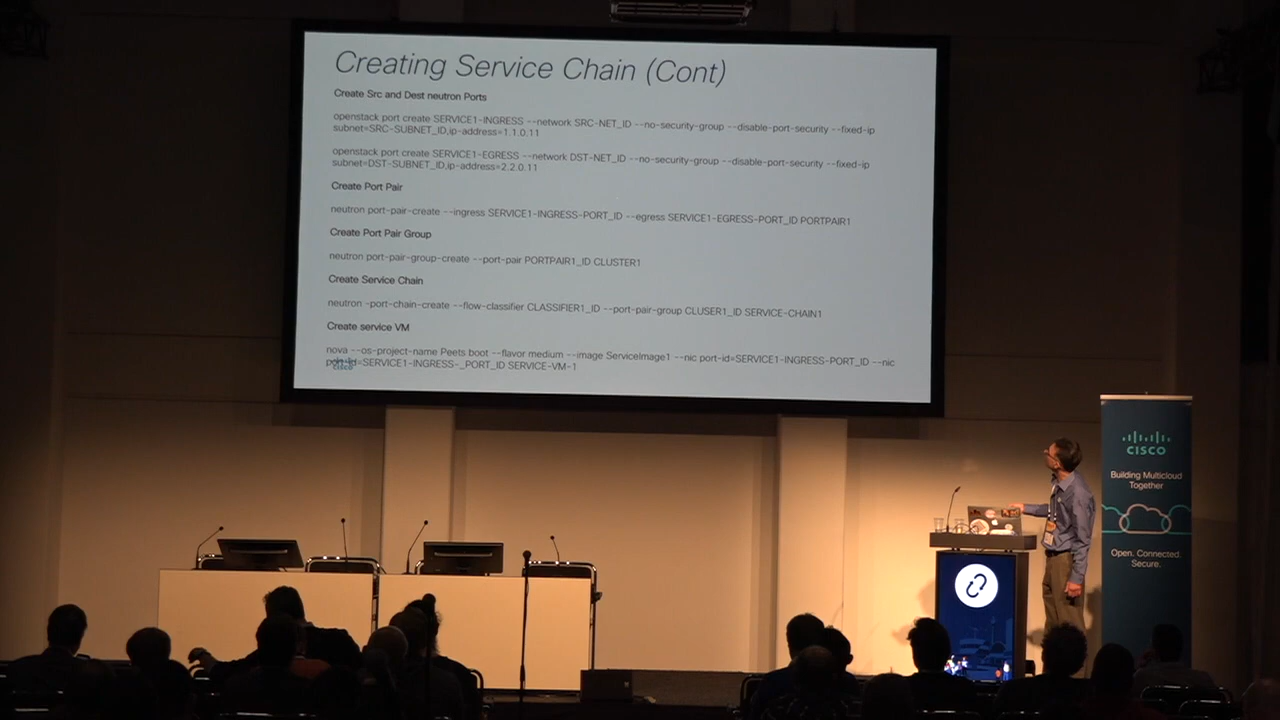 Creating Service Chain (Cont)
Create Src and Dest neutron Ports
openstack port create SERVICE1-INGRESS --network SRC-NET_ID --no-security-group --disable-port-security --fixed-ip
subnet=SRC-SUBNET_ID,ip-address=1.1.0.11
openstack port create SERVICE1-EGRESS --network DST-NET_ID --no-security-group --disable-port-security --fixed-ip
subnet=DST-SUBNET_ID,ip-address=2.2.0.11
Create Port Pair
neutron port-pair-create --ingress SERVICE1-INGRESS-PORT_ID --egress SERVICE1-EGRESS-PORT_ID PORTPAIR1
Create Port Pair Group
neutron port-pair-group-create --port-pair PORTPAIR1_ID CLUSTER1
Create Service Chain
neutron -port-chain-create --flow-classifier CLASSIFIER1_ID --port-pair-group CLUSER1_ID SERVICE-CHAIN1
Create service VM
nova --os-project-name Peets boot --flavor medium --image ServiceImage1 --nic port-id=SERVICE1-INGRESS-PORT_ID --nic
port-id=SERVICE1-INGRESS-_PORT_ID SERVICE-VM-1
CISCO
CISCO
Building Multicloud
Together
Open. Connected.
Secure.